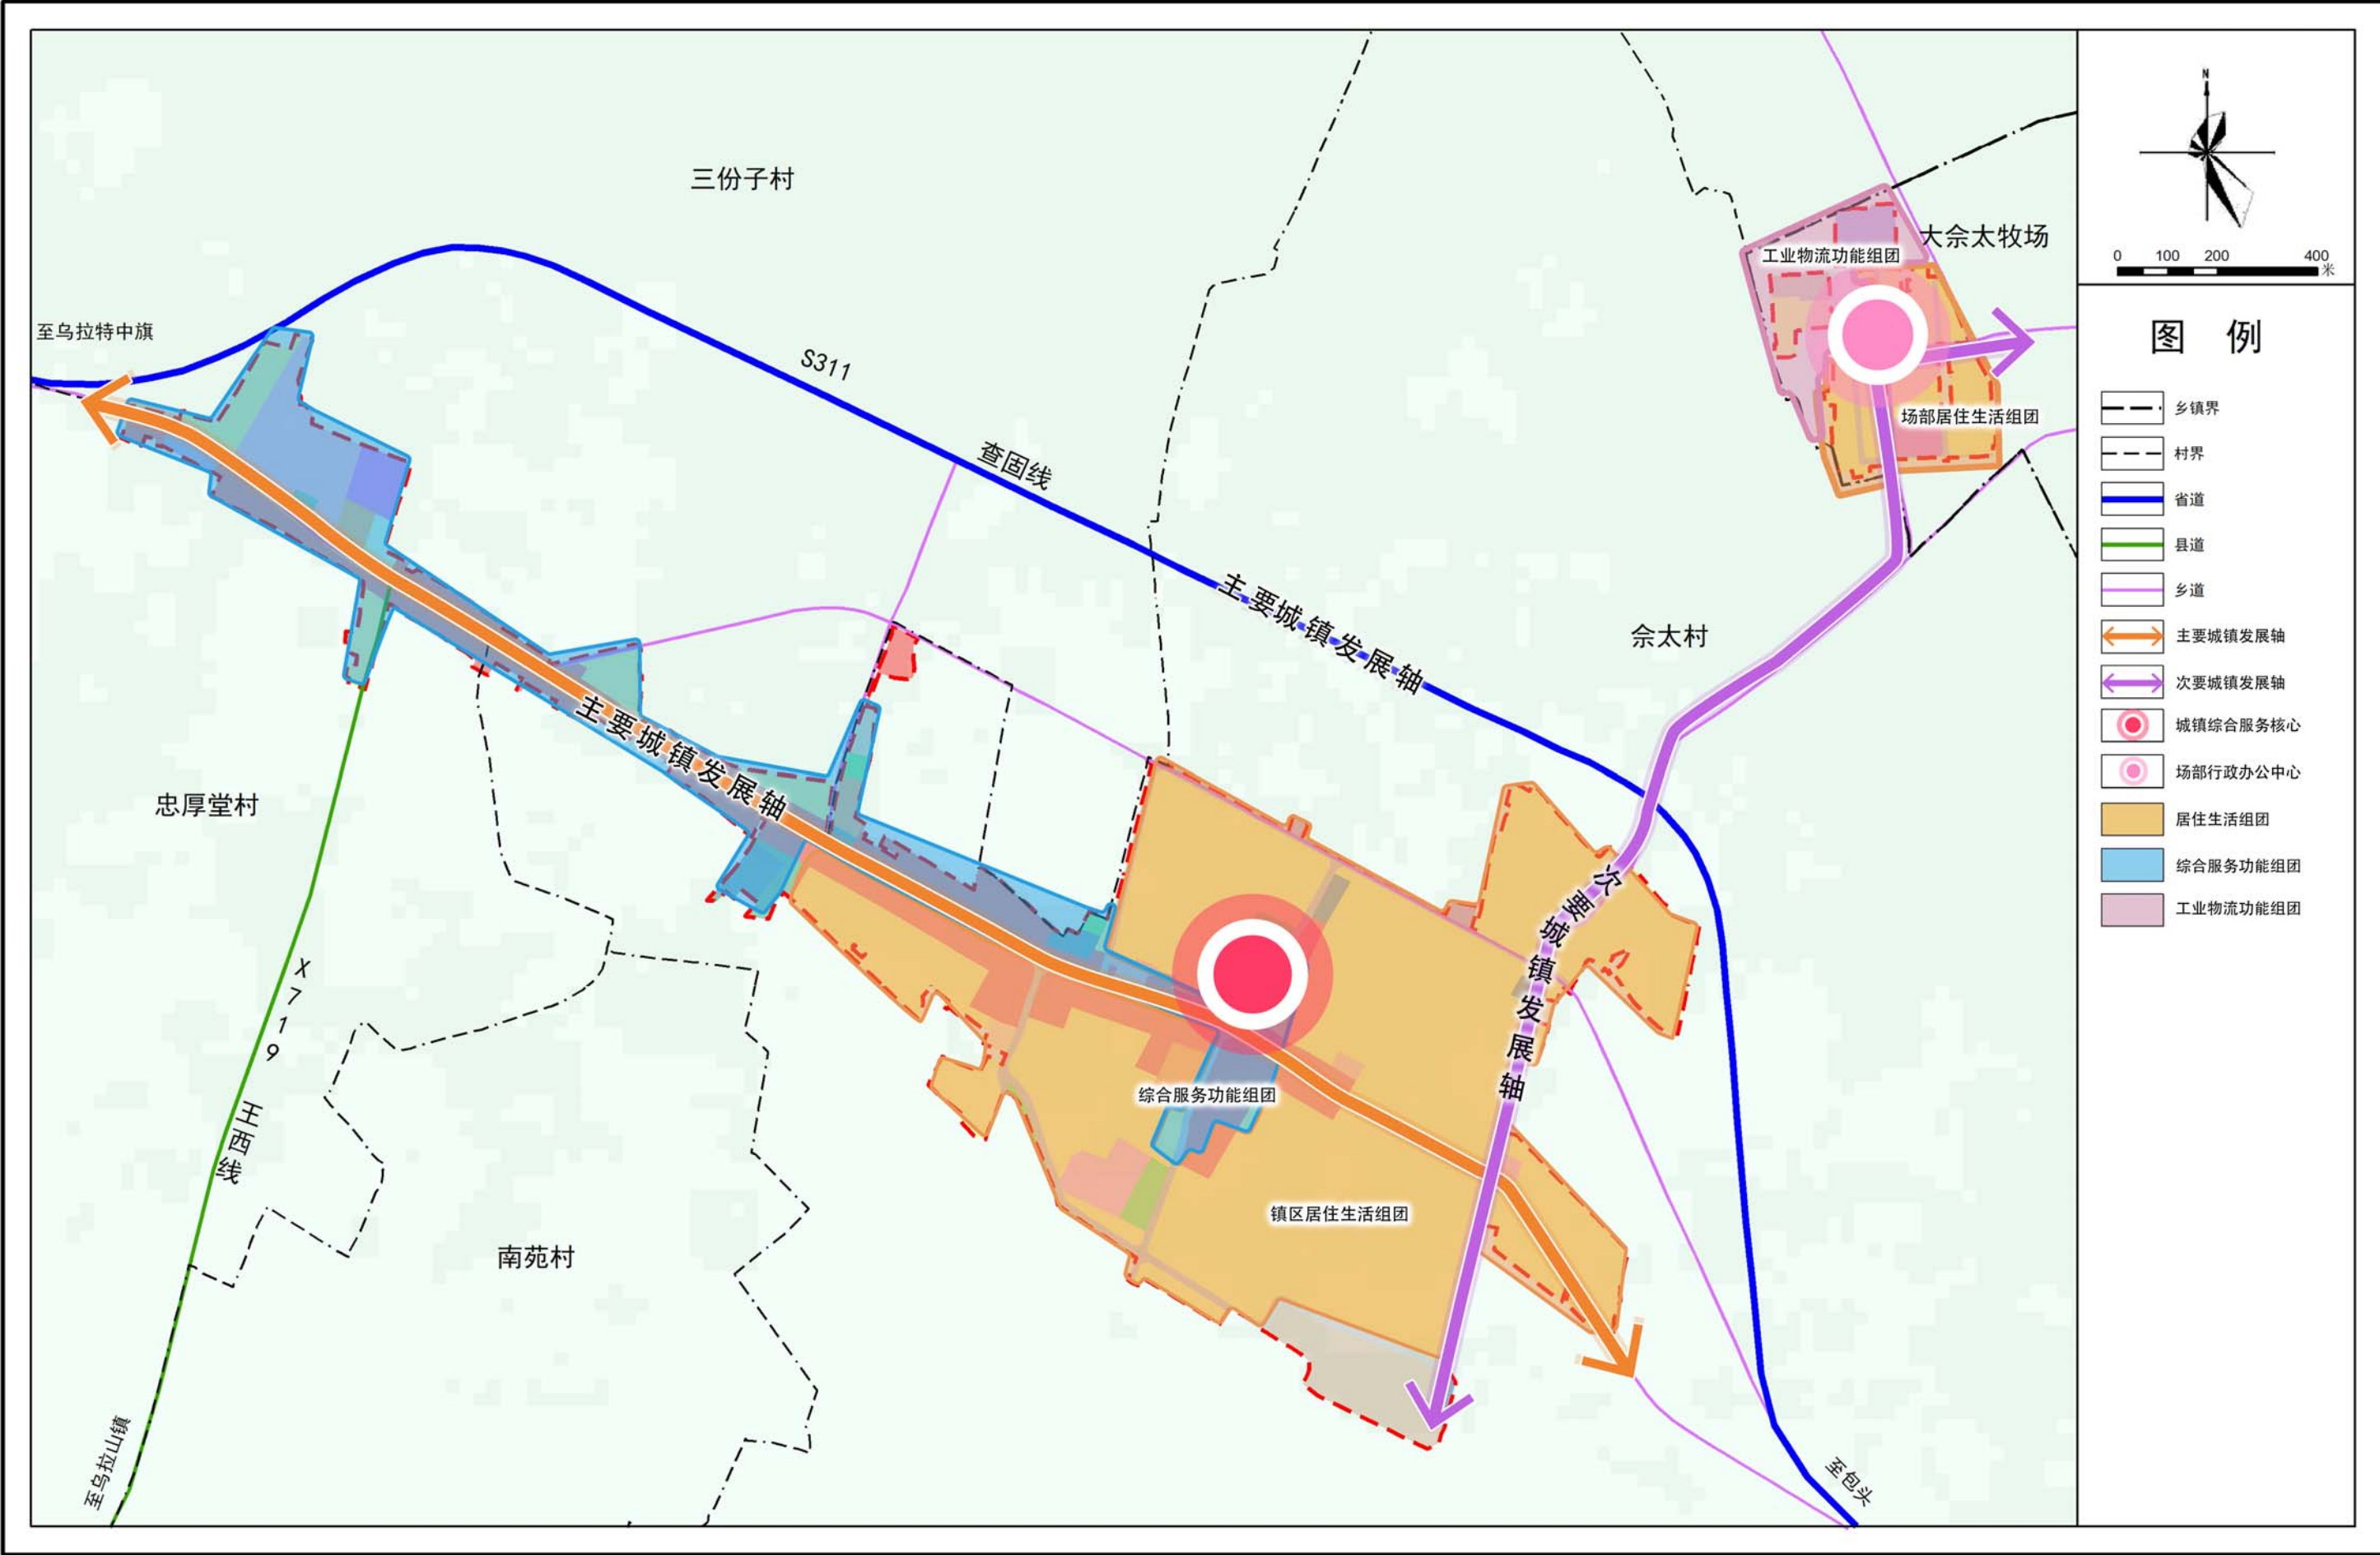 三份子村
大佘太牧场
工业物流功能组团
至乌拉特中旗
S311
场部居住生活组团
查固线
主要城镇发展轴
佘太村
主要城镇发展轴
忠厚堂村
次要城镇发展轴
X719
王西线
综合服务功能组团
镇区居住生活组团
南苑村
至乌拉山镇
至包头
N
0 100 200 400
米
图 例
乡镇界
村界
省道
县道
乡道
主要城镇发展轴
次要城镇发展轴
城镇综合服务核心
场部行政办公中心
居住生活组团
综合服务功能组团
工业物流功能组团